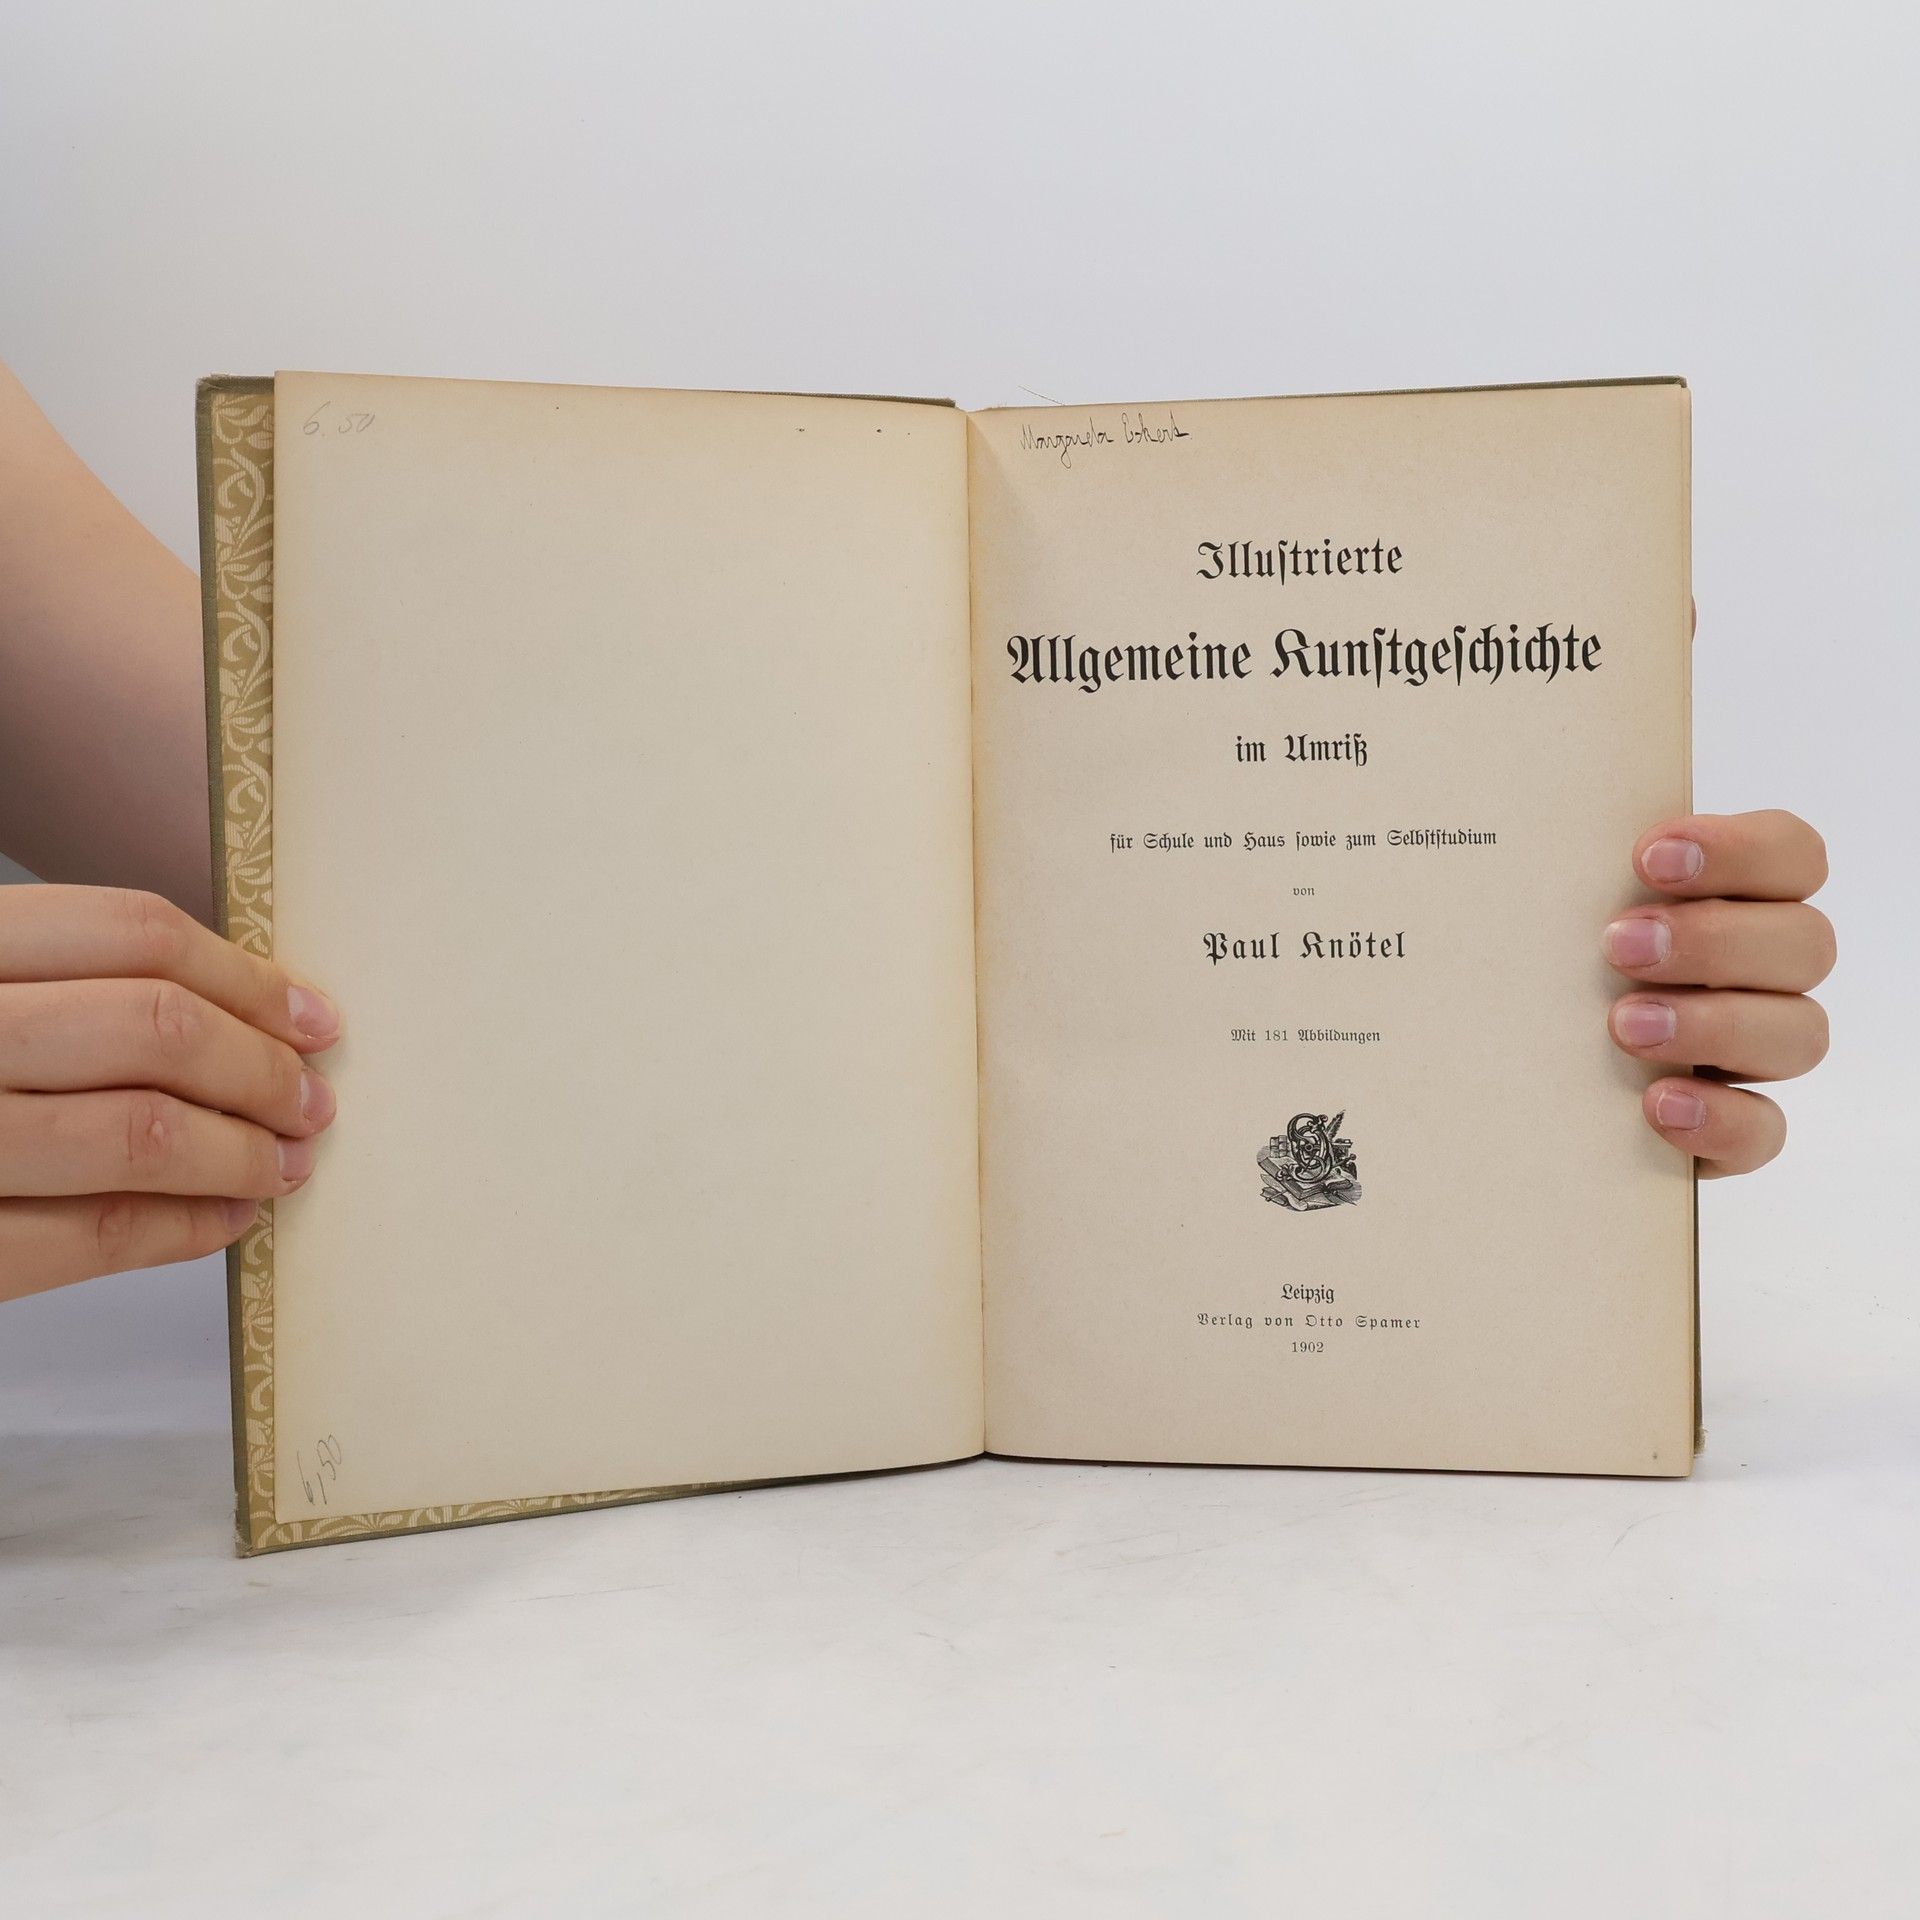 6.50
6,50
Margareta Eckert.
Illuſtrierte
Allgemeine Kunſtgeſchichte
im Umriß
für Schule und Haus ſowie zum Selbſtſtudium
von
Paul Knötel
Mit 181 Abbildungen
Leipzig
Verlag von Otto Spamer
1902